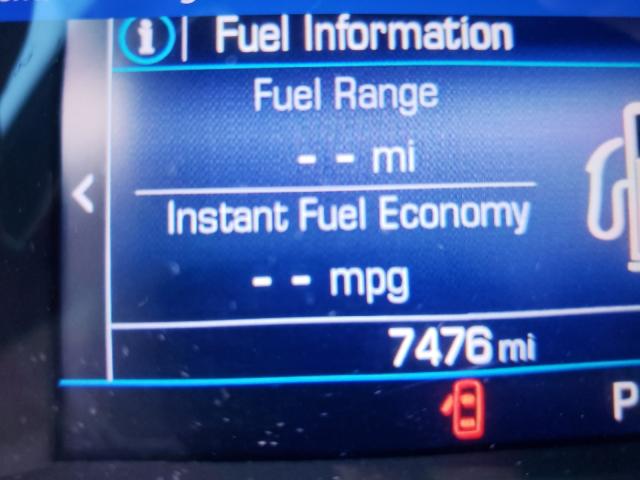 Fuel Information
Fuel Range
-- mi
Instant Fuel Economy
-- mpg
7476 mi
P